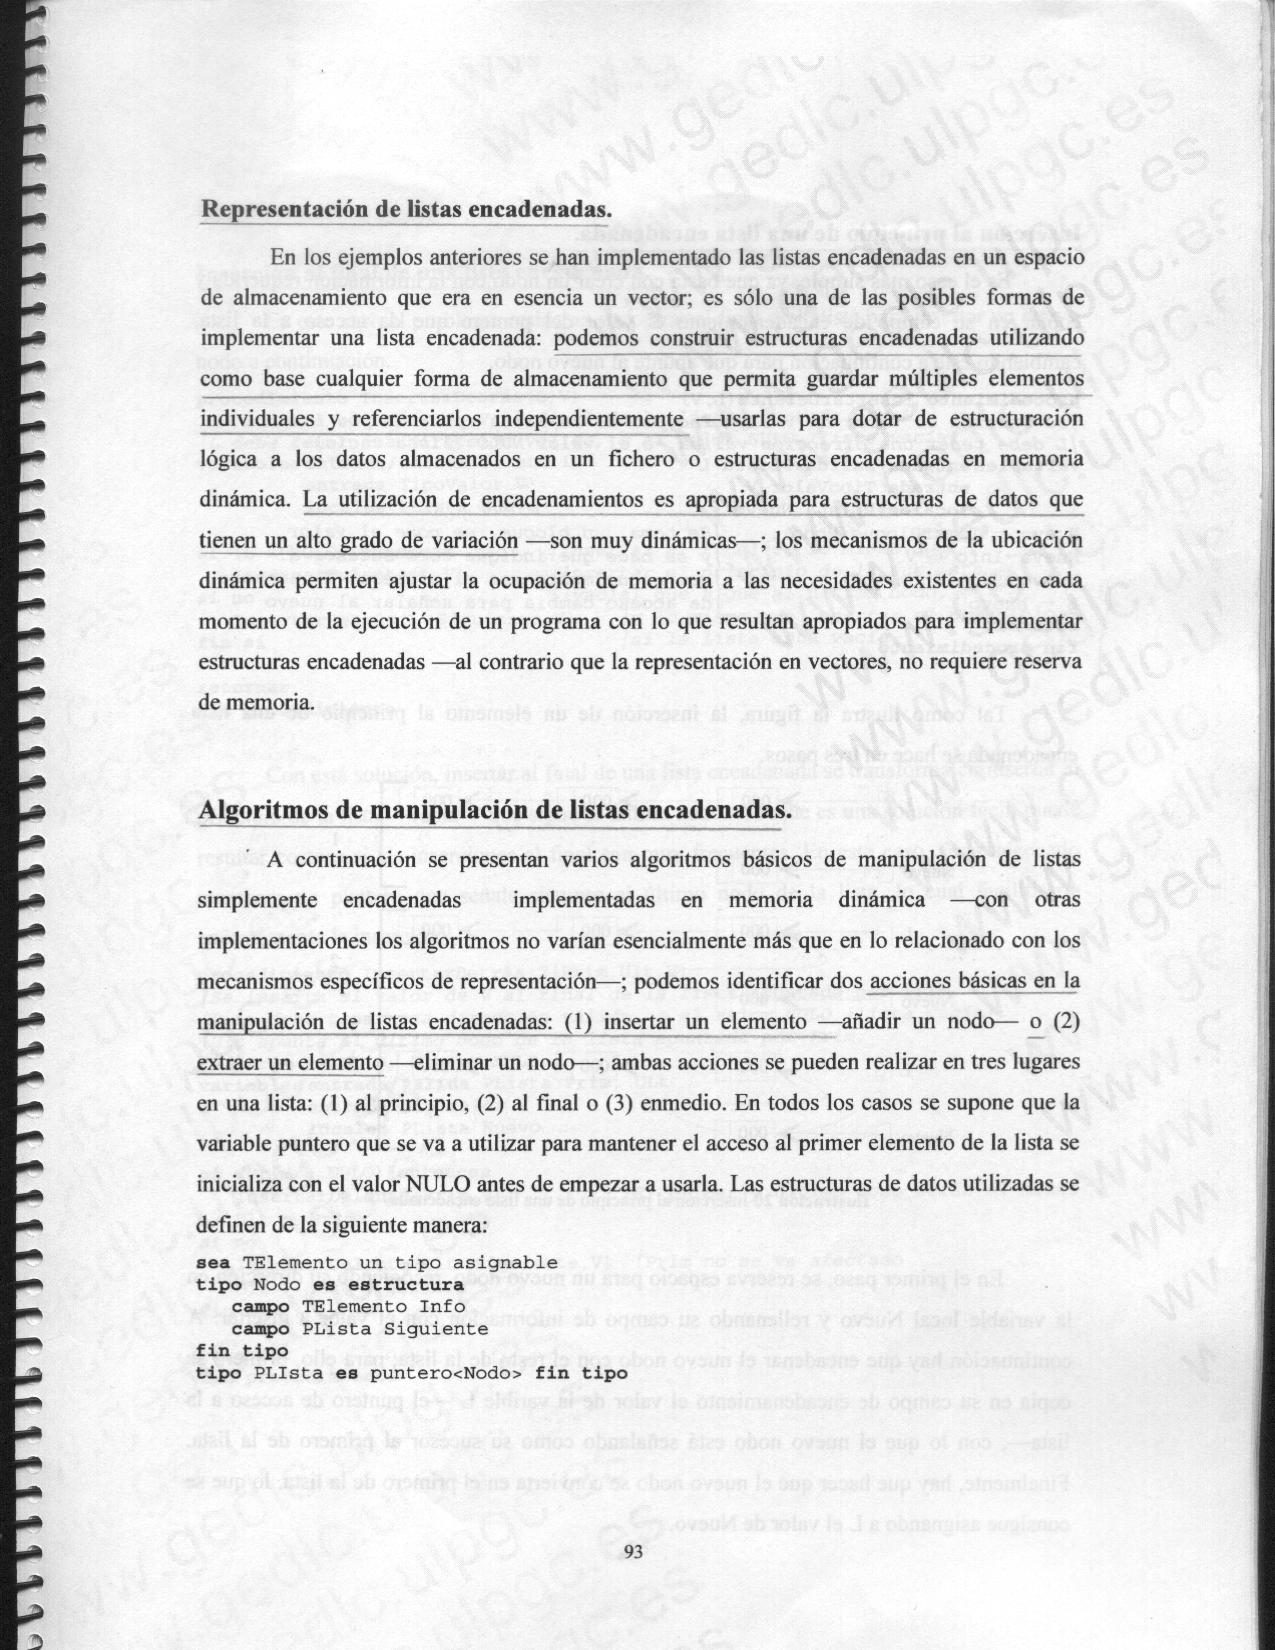 Representación de listas encadenadas.
En los ejemplos anteriores se han implementado las listas encadenadas en un espacio
de almacenamiento que era en esencia un vector; es sólo una de las posibles formas de
implementar una lista encadenada: podemos construir estructuras encadenadas utilizando
como base cualquier forma de almacenamiento que permita guardar múltiples elementos
individuales y referenciarlos independientemente —usarlas para dotar de estructuración
lógica a los datos almacenados en un fichero o estructuras encadenadas en memoria
dinámica. La utilización de encadenamientos es apropiada para estructuras de datos que
tienen un alto grado de variación —son muy dinámicas—; los mecanismos de la ubicación
dinámica permiten ajustar la ocupación de memoria a las necesidades existentes en cada
momento de la ejecución de un programa con lo que resultan apropiados para implementar
estructuras encadenadas —al contrario que la representación en vectores, no requiere reserva
de memoria.
Algoritmos de manipulación de listas encadenadas.
A continuación se presentan varios algoritmos básicos de manipulación de listas
simplemente encadenadas implementadas en memoria dinámica —con otras
implementaciones los algoritmos no varían esencialmente más que en lo relacionado con los
mecanismos específicos de representación—; podemos identificar dos acciones básicas en la
manipulación de listas encadenadas: (1) insertar un elemento —añadir un nodo— o (2)
extraer un elemento —eliminar un nodo—; ambas acciones se pueden realizar en tres lugares
en una lista: (1) al principio, (2) al final o (3) enmedio. En todos los casos se supone que la
variable puntero que se va a utilizar para mantener el acceso al primer elemento de la lista se
inicializa con el valor NULO antes de empezar a usarla. Las estructuras de datos utilizadas se
definen de la siguiente manera:
sea TElemento un tipo asignable
tipo Nodo es estructura
campo TElemento Info
campo PLista Siguiente
fin tipo
tipo PLIsta es puntero<Nodo> fin tipo
93
www.gedic.ulpgc.es